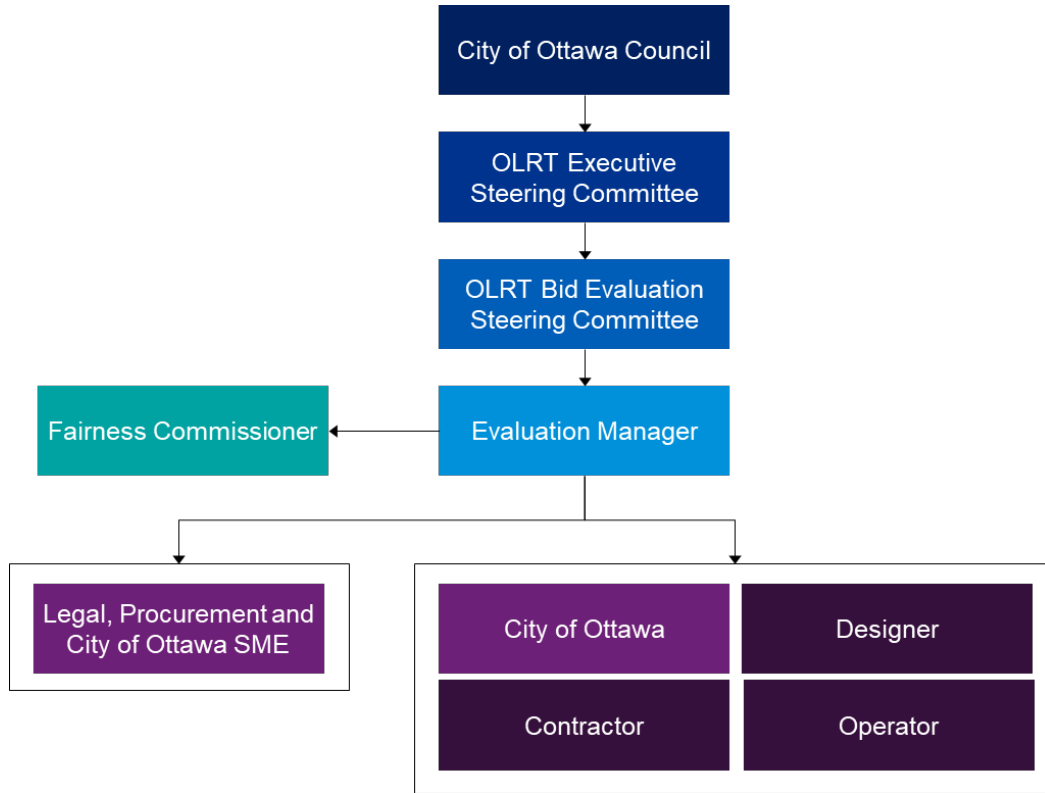 City of Ottawa Council
OLRT Executive
Steering Committee
OLRT Bid Evaluation
Steering Committee
Fairness Commissioner
Evaluation Manager
Legal, Procurement and
City of Ottawa SME
City of Ottawa
Designer
Contractor
Operator